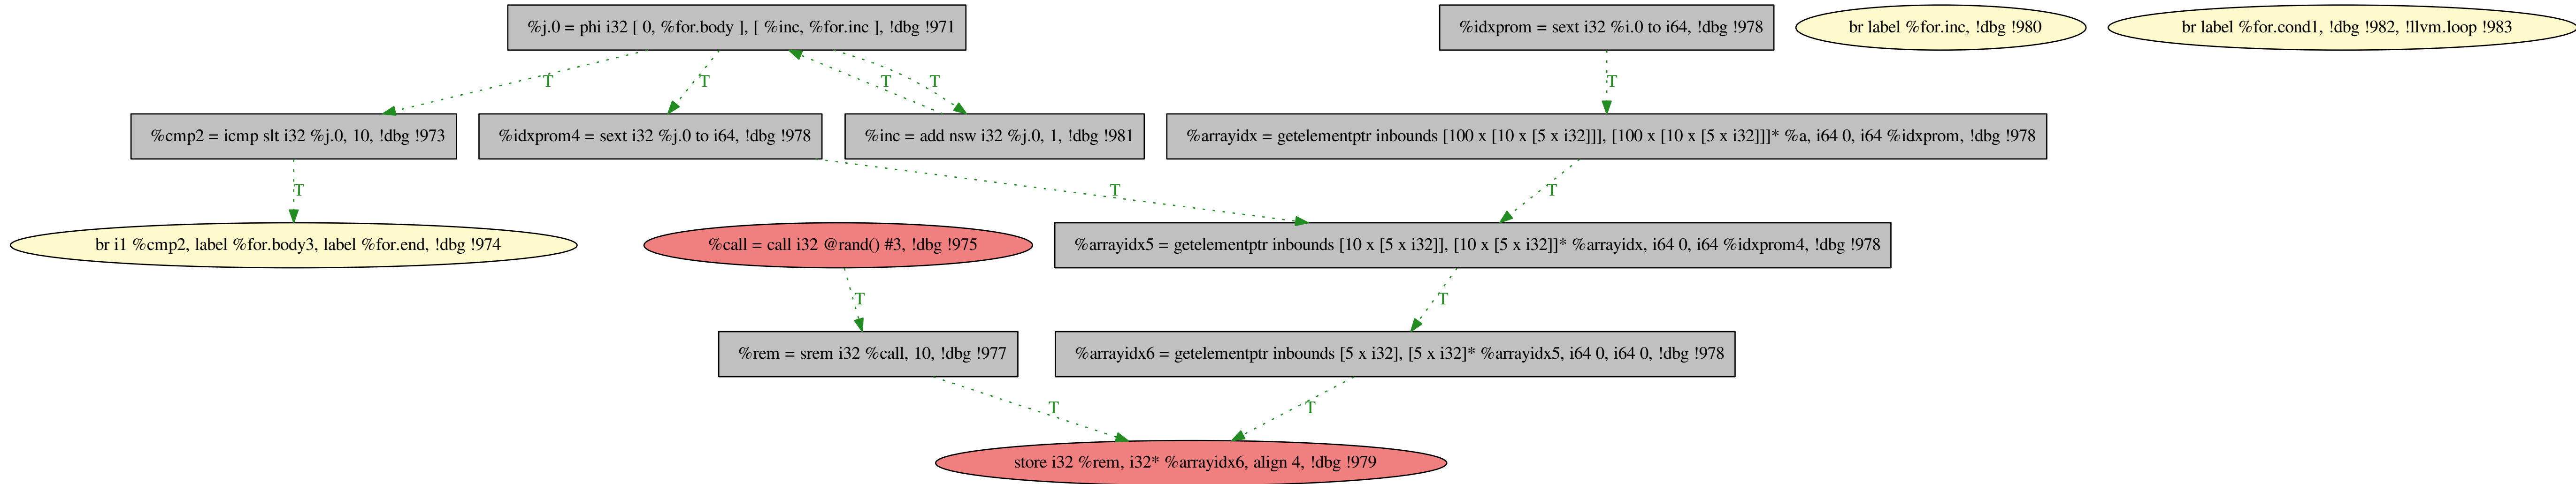 %j.0 = phi i32 [ 0, %for.body ], [ %inc, %for.inc ], !dbg !971
%idxprom = sext i32 %i.0 to i64, !dbg !978
br label %for.inc, !dbg !980
br label %for.cond1, !dbg !982, !llvm.loop !983
T
T
T
T
T
%cmp2 = icmp slt i32 %j.0, 10, !dbg !973
%idxprom4 = sext i32 %j.0 to i64, !dbg !978
%inc = add nsw i32 %j.0, 1, !dbg !981
%arrayidx = getelementptr inbounds [100 x [10 x [5 x i32]]], [100 x [10 x [5 x i32]]]* %a, i64 0, i64 %idxprom, !dbg !978
T
T
T
br i1 %cmp2, label %for.body3, label %for.end, !dbg !974
%call = call i32 @rand() #3, !dbg !975
%arrayidx5 = getelementptr inbounds [10 x [5 x i32]], [10 x [5 x i32]]* %arrayidx, i64 0, i64 %idxprom4, !dbg !978
T
T
%rem = srem i32 %call, 10, !dbg !977
%arrayidx6 = getelementptr inbounds [5 x i32], [5 x i32]* %arrayidx5, i64 0, i64 0, !dbg !978
T
T
store i32 %rem, i32* %arrayidx6, align 4, !dbg !979